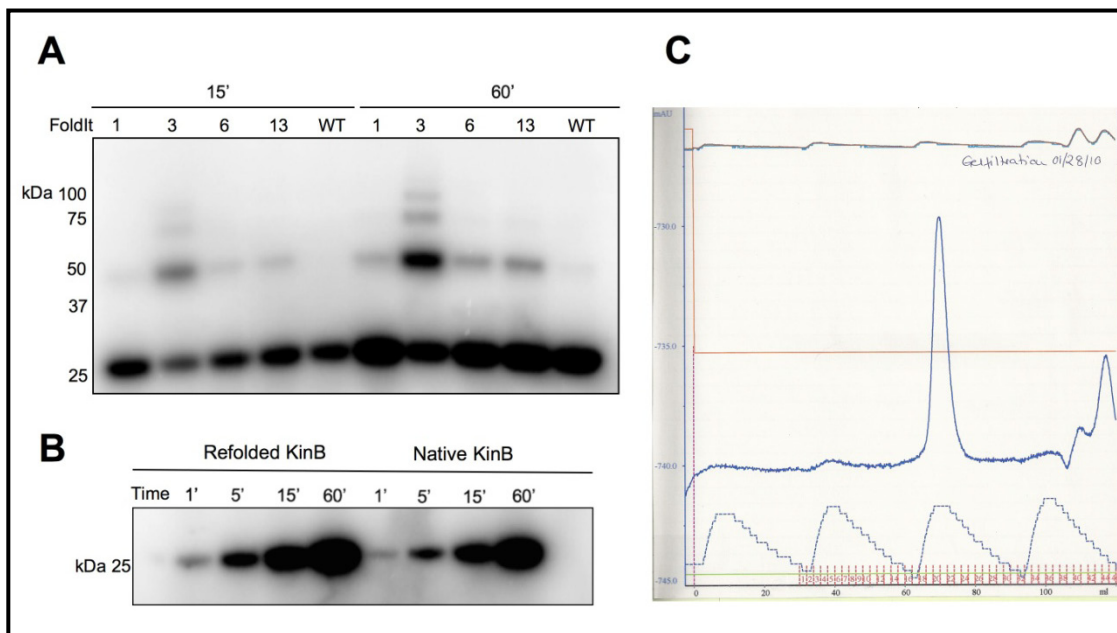 A
15’ 60’
FoldIt 1 3 6 13 WT 1 3 6 13 WT
kDa 100
75
50
37
25
B
Refolded KinB Native KinB
Time 1’ 5’ 15’ 60’ 1’ 5’ 15’ 60’
kDa 25
C
mAU
Gelfiltration 01/28/10
-730.0
-735.0
-740.0
-745.0
0 20 40 60 80 100 ml